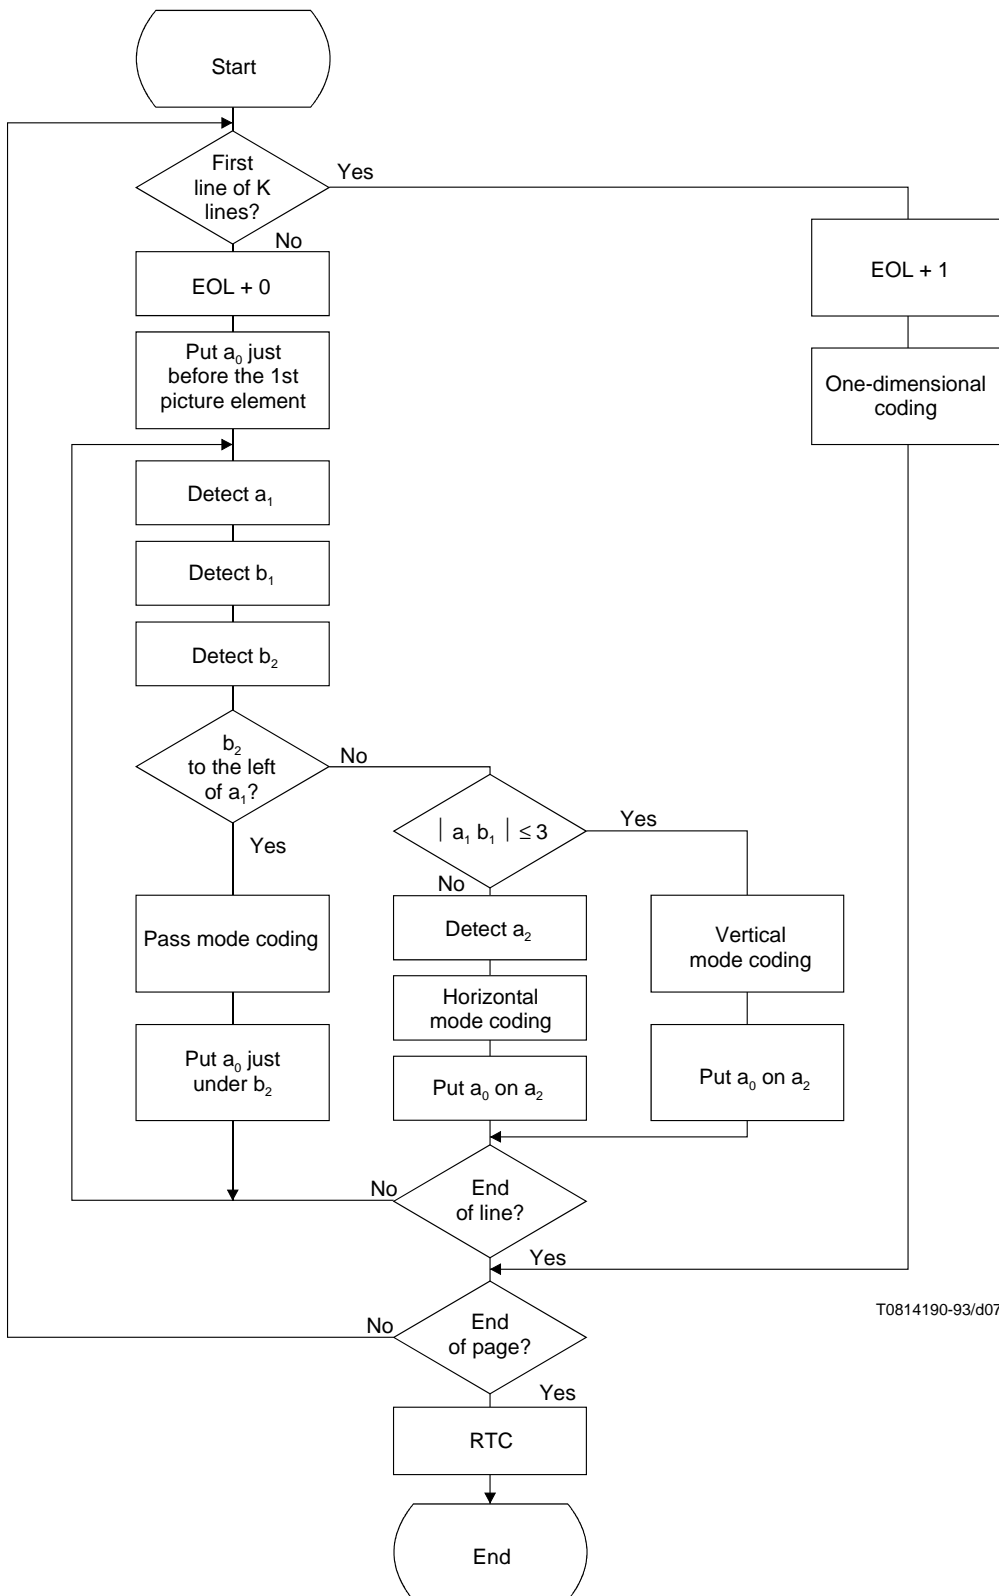 Start
First
line of K
lines?
Yes
No
EOL + 0
EOL + 1
Put a₀ just
before the 1st
picture element
One-dimensional
coding
Detect a₁
Detect b₁
Detect b₂
b₂
to the left
of a₁?
No
Yes
| a₁ b₁ | ≤ 3
Yes
No
Pass mode coding
Detect a₂
Vertical
mode coding
Horizontal
mode coding
Put a₀ just
under b₂
Put a₀ on a₂
Put a₀ on a₂
End
of line?
No
Yes
T0814190-93/d07
End
of page?
No
Yes
RTC
End